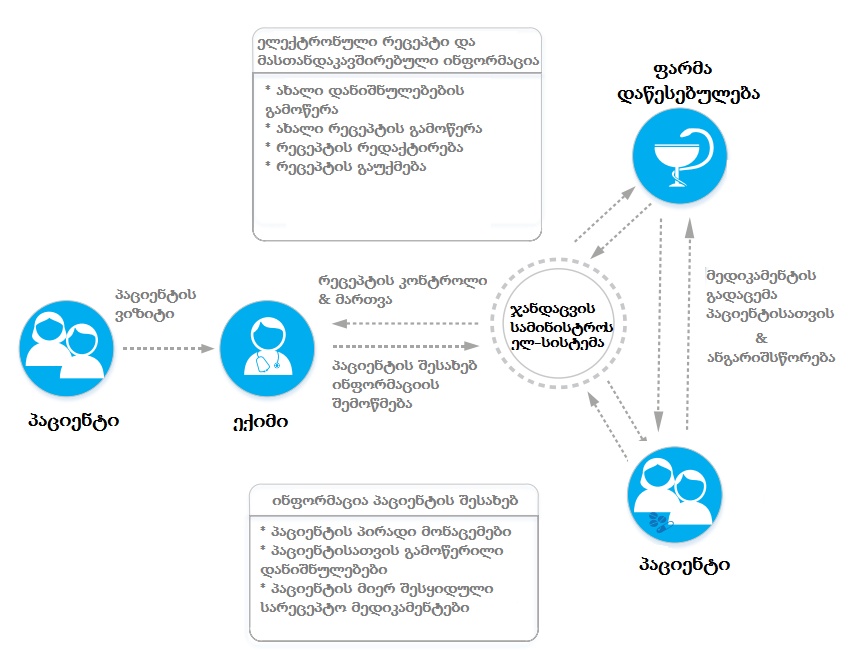 ელექტრონული რეცეპტი და
მასთანდაკავშირებული ინფორმაცია
* ახალი დანიშნულებების
გამოწერა
* ახალი რეცეპტის გამოწერა
* რეცეპტის რედაქტირება
* რეცეპტის გაუქმება
ფარმა
დაწესებულება
პაციენტის
ვიზიტი
რეცეპტის კონტროლი
& მართვა
ჯანდაცვის
სამინისტროს
ელ-სისტემა
მედიკამენტის
გადაცემა
პაციენტისათვის
&
ანგარიშსწორება
პაციენტის შესახებ
ინფორმაციის
შემოწმება
პაციენტი
ექიმი
პაციენტი
ინფორმაცია პაციენტის შესახებ
* პაციენტის პირადი მონაცემები
* პაციენტისათვის გამოწერილი
დანიშნულებები
* პაციენტის მიერ შესყიდული
სარეცეპტო მედიკამენტები